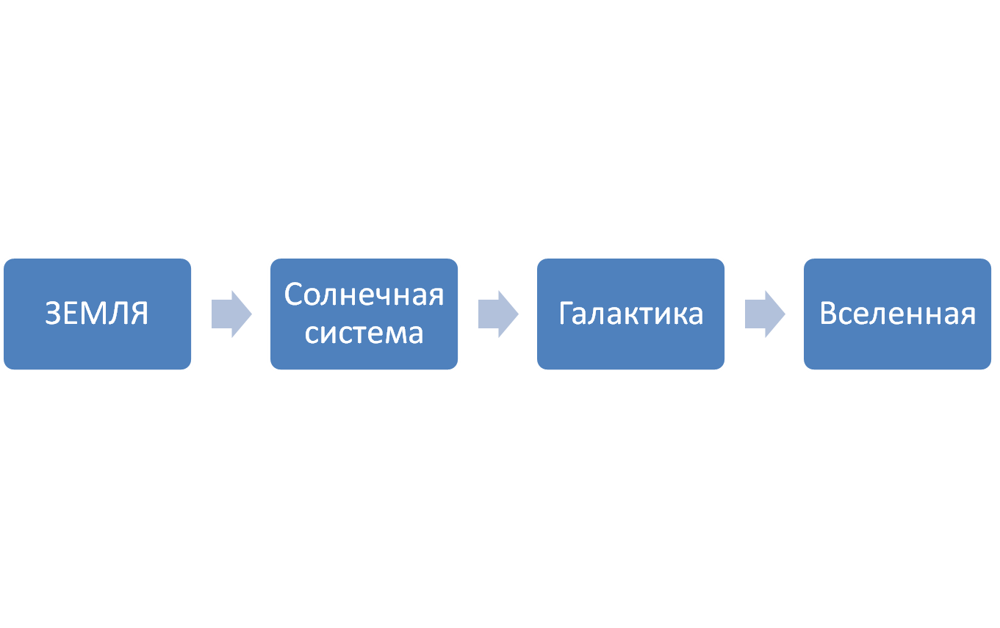 ЗЕМЛЯ
Солнечная
система
Галактика
Вселенная